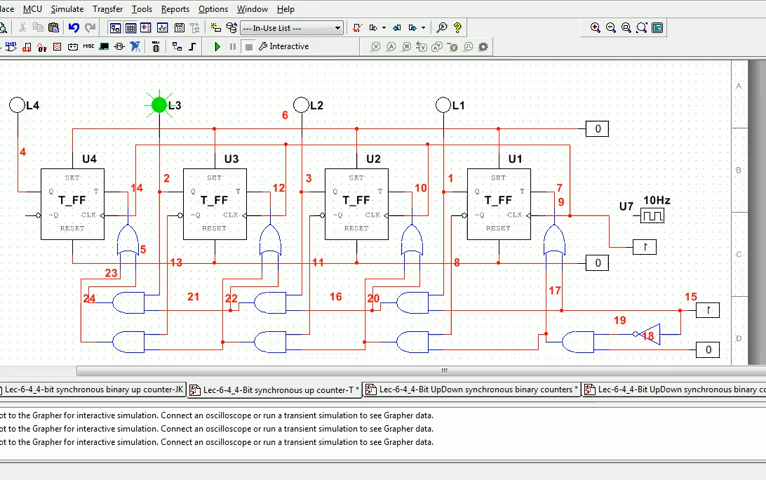 lace MCU Simulate Transfer Tools Reports Options Window Help
--- In-Use List ---
Interactive
L4 L3 L2 L1
6
A
0
4 U4 2 U3 3 U2 1 U1
SET SET SET SET
14 12 10 7
Q T_FF T Q T_FF T Q T_FF T Q T_FF T
9 U7 10Hz
B
~Q CLK ~Q CLK ~Q CLK ~Q CLK
RESET RESET RESET RESET
5 1
C
13 11 8 0
23
24 21 22 16 20 17 15
1
19 18
0
D
Lec-6-4_4-bit synchronous binary up counter-JK Lec-6-4_4-Bit synchronous up counter-T * Lec-6-4_4-Bit UpDown synchronous binary counters * Lec-6-4_4-Bit UpDown synchronous binary co
ot to the Grapher for interactive simulation. Connect an oscilloscope or run a transient simulation to see Grapher data.
ot to the Grapher for interactive simulation. Connect an oscilloscope or run a transient simulation to see Grapher data.
ot to the Grapher for interactive simulation. Connect an oscilloscope or run a transient simulation to see Grapher data.